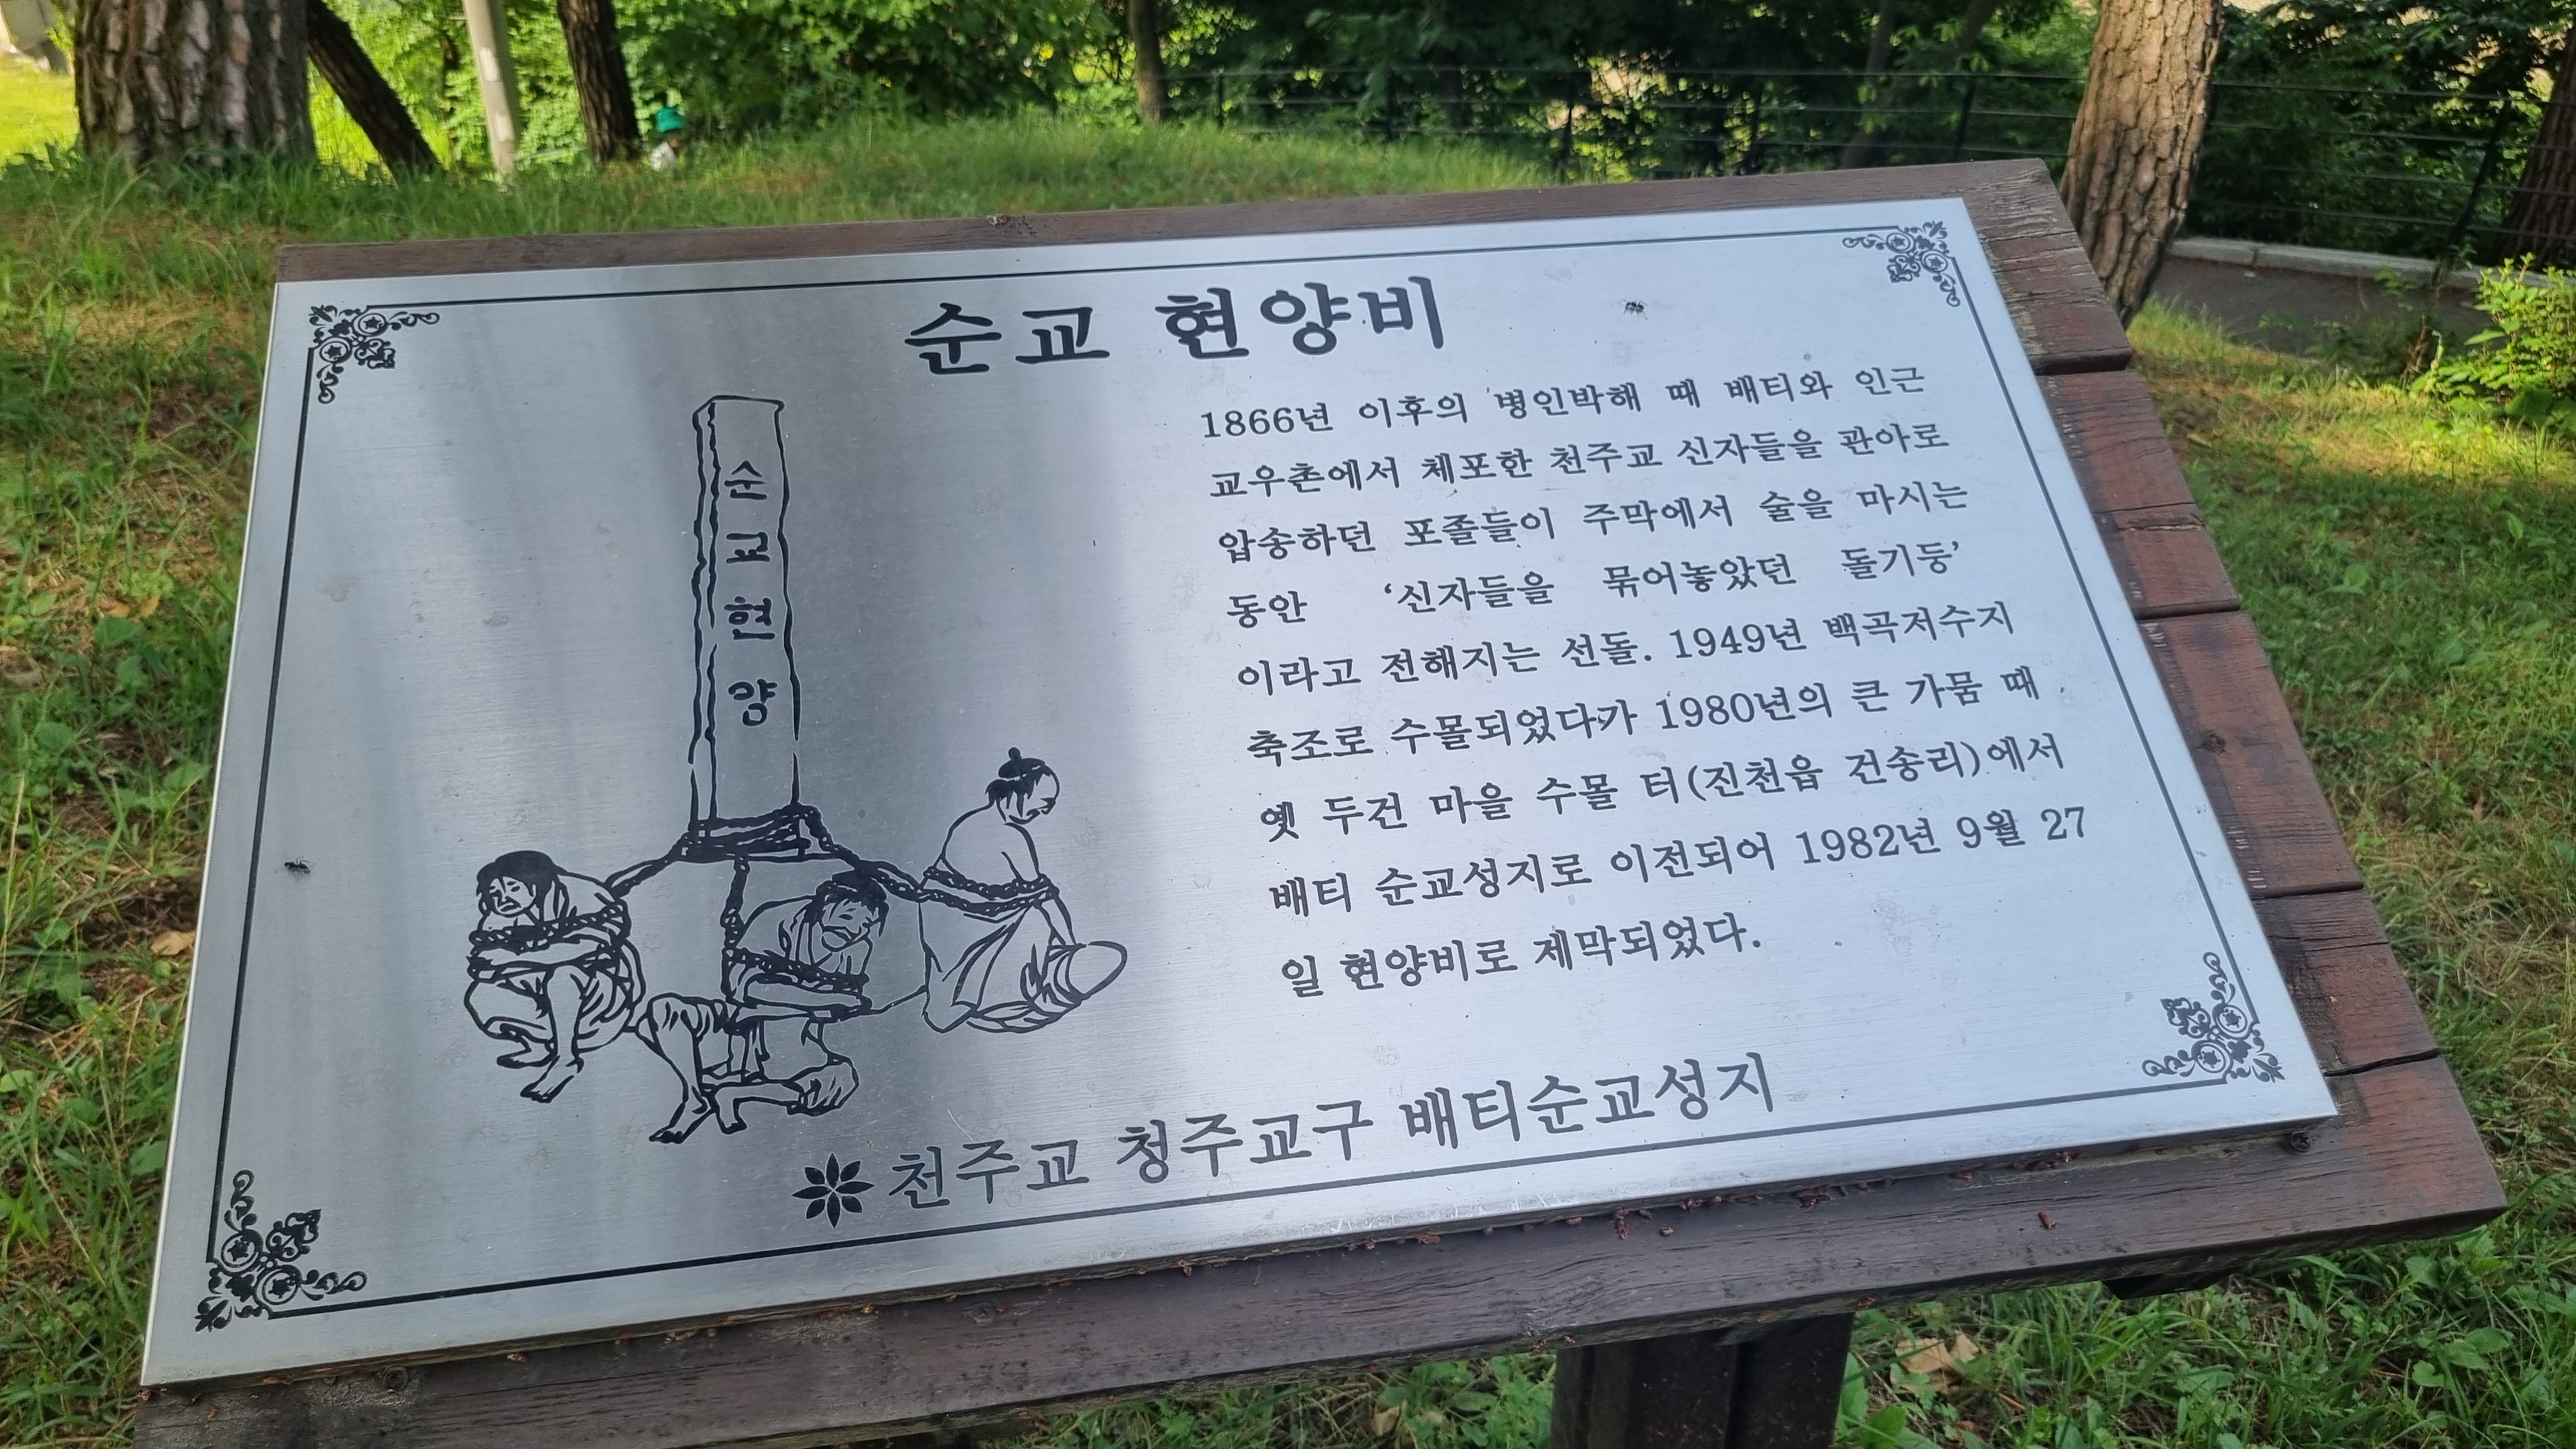 순교 현양비
순
교
현
양
1866년 이후의 병인박해 때 배티와 인근
교우촌에서 체포한 천주교 신자들을 관아로
압송하던 포졸들이 주막에서 술을 마시는
동안 ‘신자들을 묶어놓았던 돌기둥’
이라고 전해지는 선돌. 1949년 백곡저수지
축조로 수몰되었다가 1980년의 큰 가뭄 때
옛 두건 마을 수몰 터(진천읍 건송리)에서
배티 순교성지로 이전되어 1982년 9월 27
일 현양비로 제막되었다.
천주교 청주교구 배티순교성지